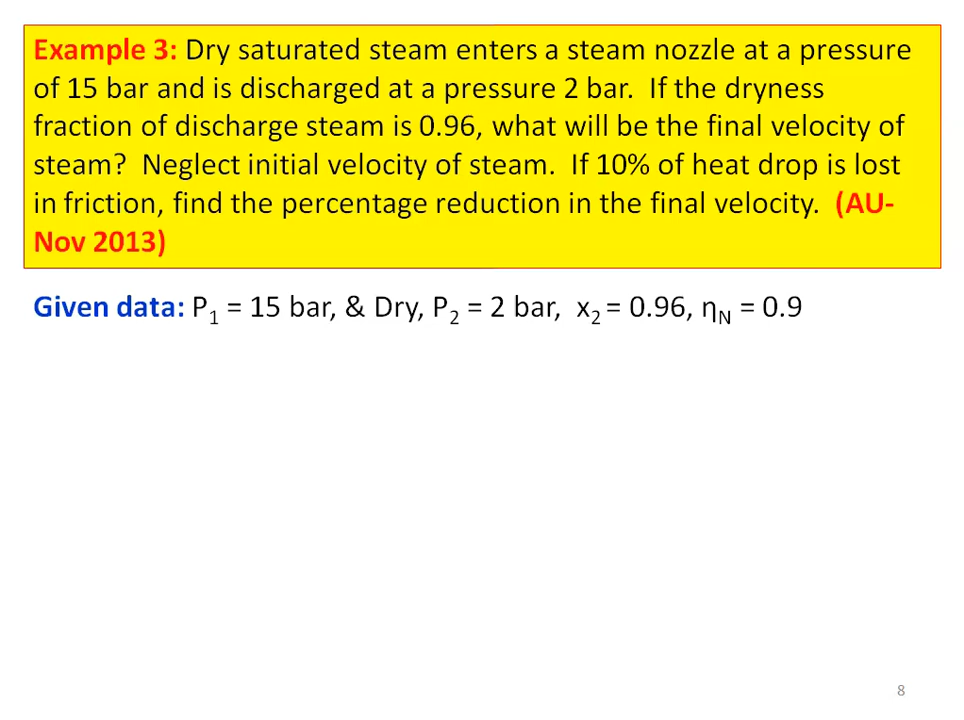 Example 3: Dry saturated steam enters a steam nozzle at a pressure
of 15 bar and is discharged at a pressure 2 bar.  If the dryness
fraction of discharge steam is 0.96, what will be the final velocity of
steam?  Neglect initial velocity of steam.  If 10% of heat drop is lost
in friction, find the percentage reduction in the final velocity.  (AU-
Nov 2013)
Given data: P₁ = 15 bar, & Dry, P₂ = 2 bar,  x₂ = 0.96, ηN = 0.9
8